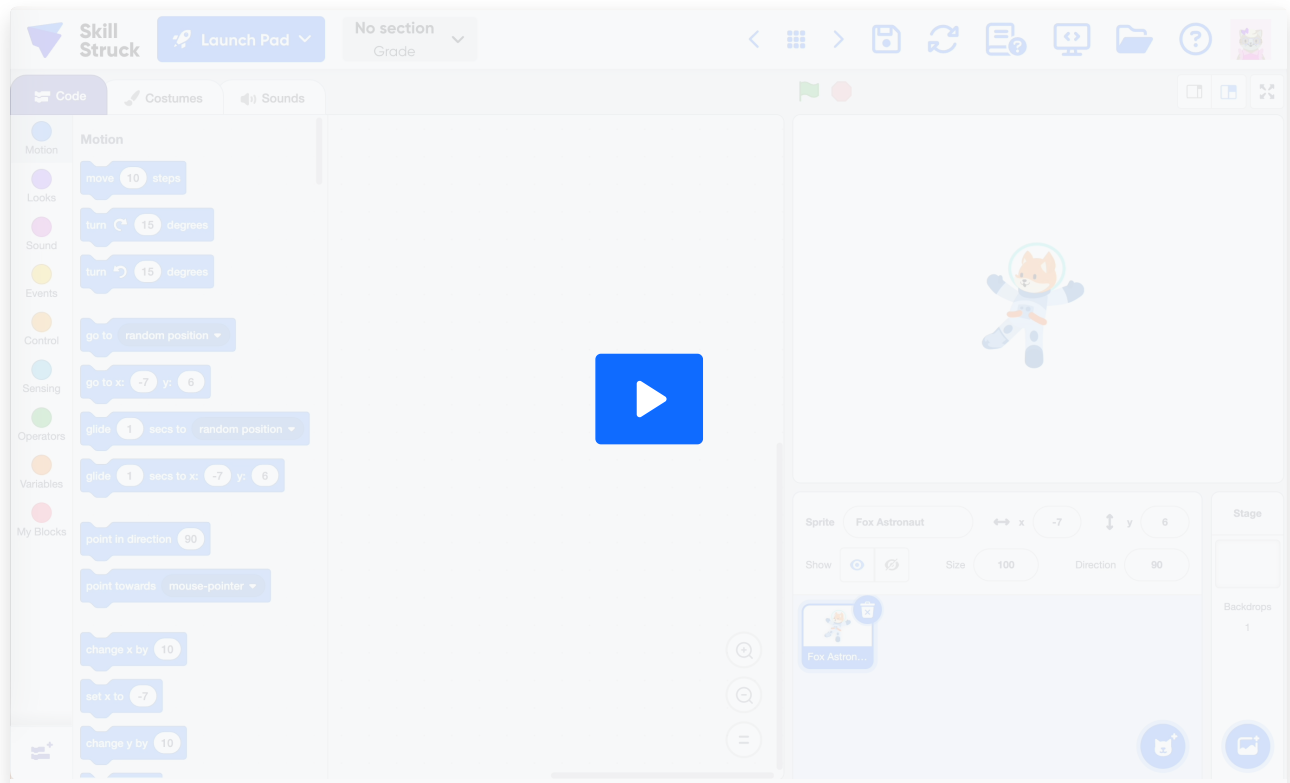 Skill
Struck
Launch Pad
No section
Grade
Code
Costumes
Sounds
Motion
Looks
Sound
Events
Control
Sensing
Operators
Variables
My Blocks
Motion
move 10 steps
turn 15 degrees
turn 15 degrees
go to random position
go to x: -7 y: 6
glide 1 secs to random position
glide 1 secs to x: -7 y: 6
point in direction 90
point towards mouse-pointer
change x by 10
set x to -7
change y by 10
Sprite Fox Astronaut x -7 y 6
Show Size 100 Direction 90
Fox Astron...
Stage
Backdrops
1